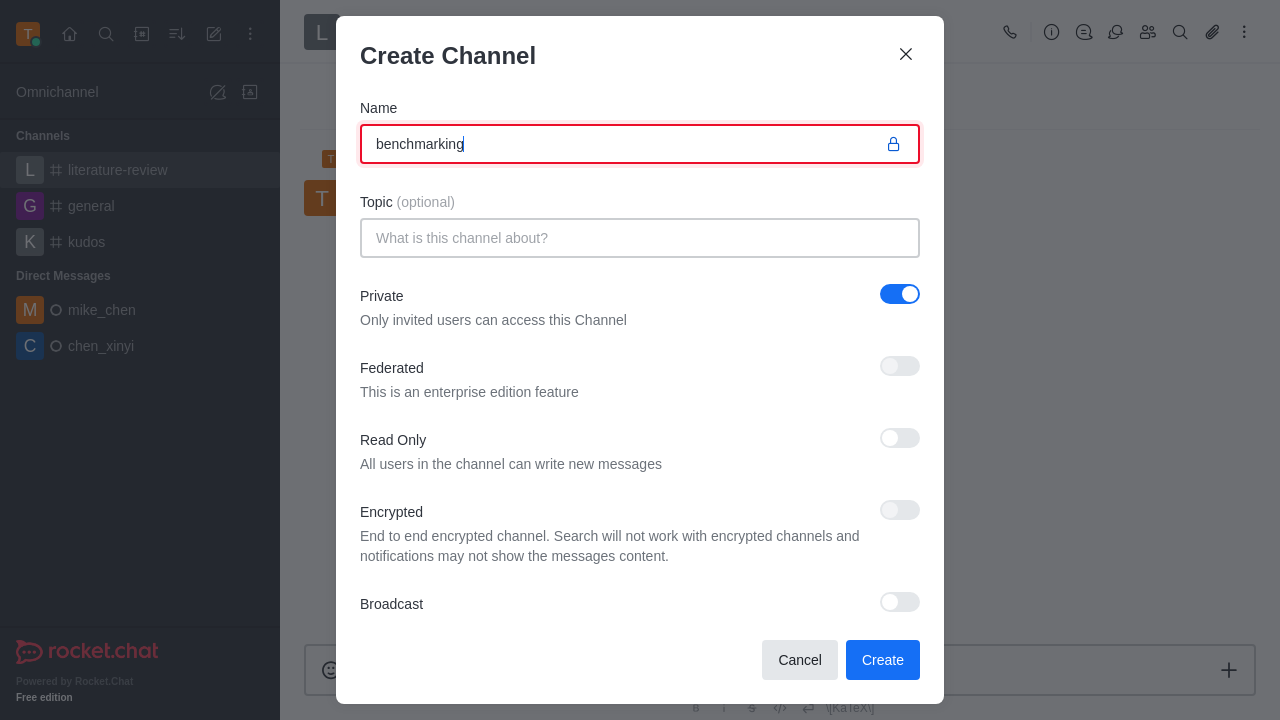 T
L
Create Channel
Omnichannel
Name
Channels
benchmarking
L literature-review
T
G general
T
Topic (optional)
K kudos
What is this channel about?
Direct Messages
M mike_chen
Private
Only invited users can access this Channel
C chen_xinyi
Federated
This is an enterprise edition feature
Read Only
All users in the channel can write new messages
Encrypted
End to end encrypted channel. Search will not work with encrypted channels and
notifications may not show the messages content.
Broadcast
rocket.chat
Cancel
Create
Powered by Rocket.Chat
Free edition
\[KaTeX\]